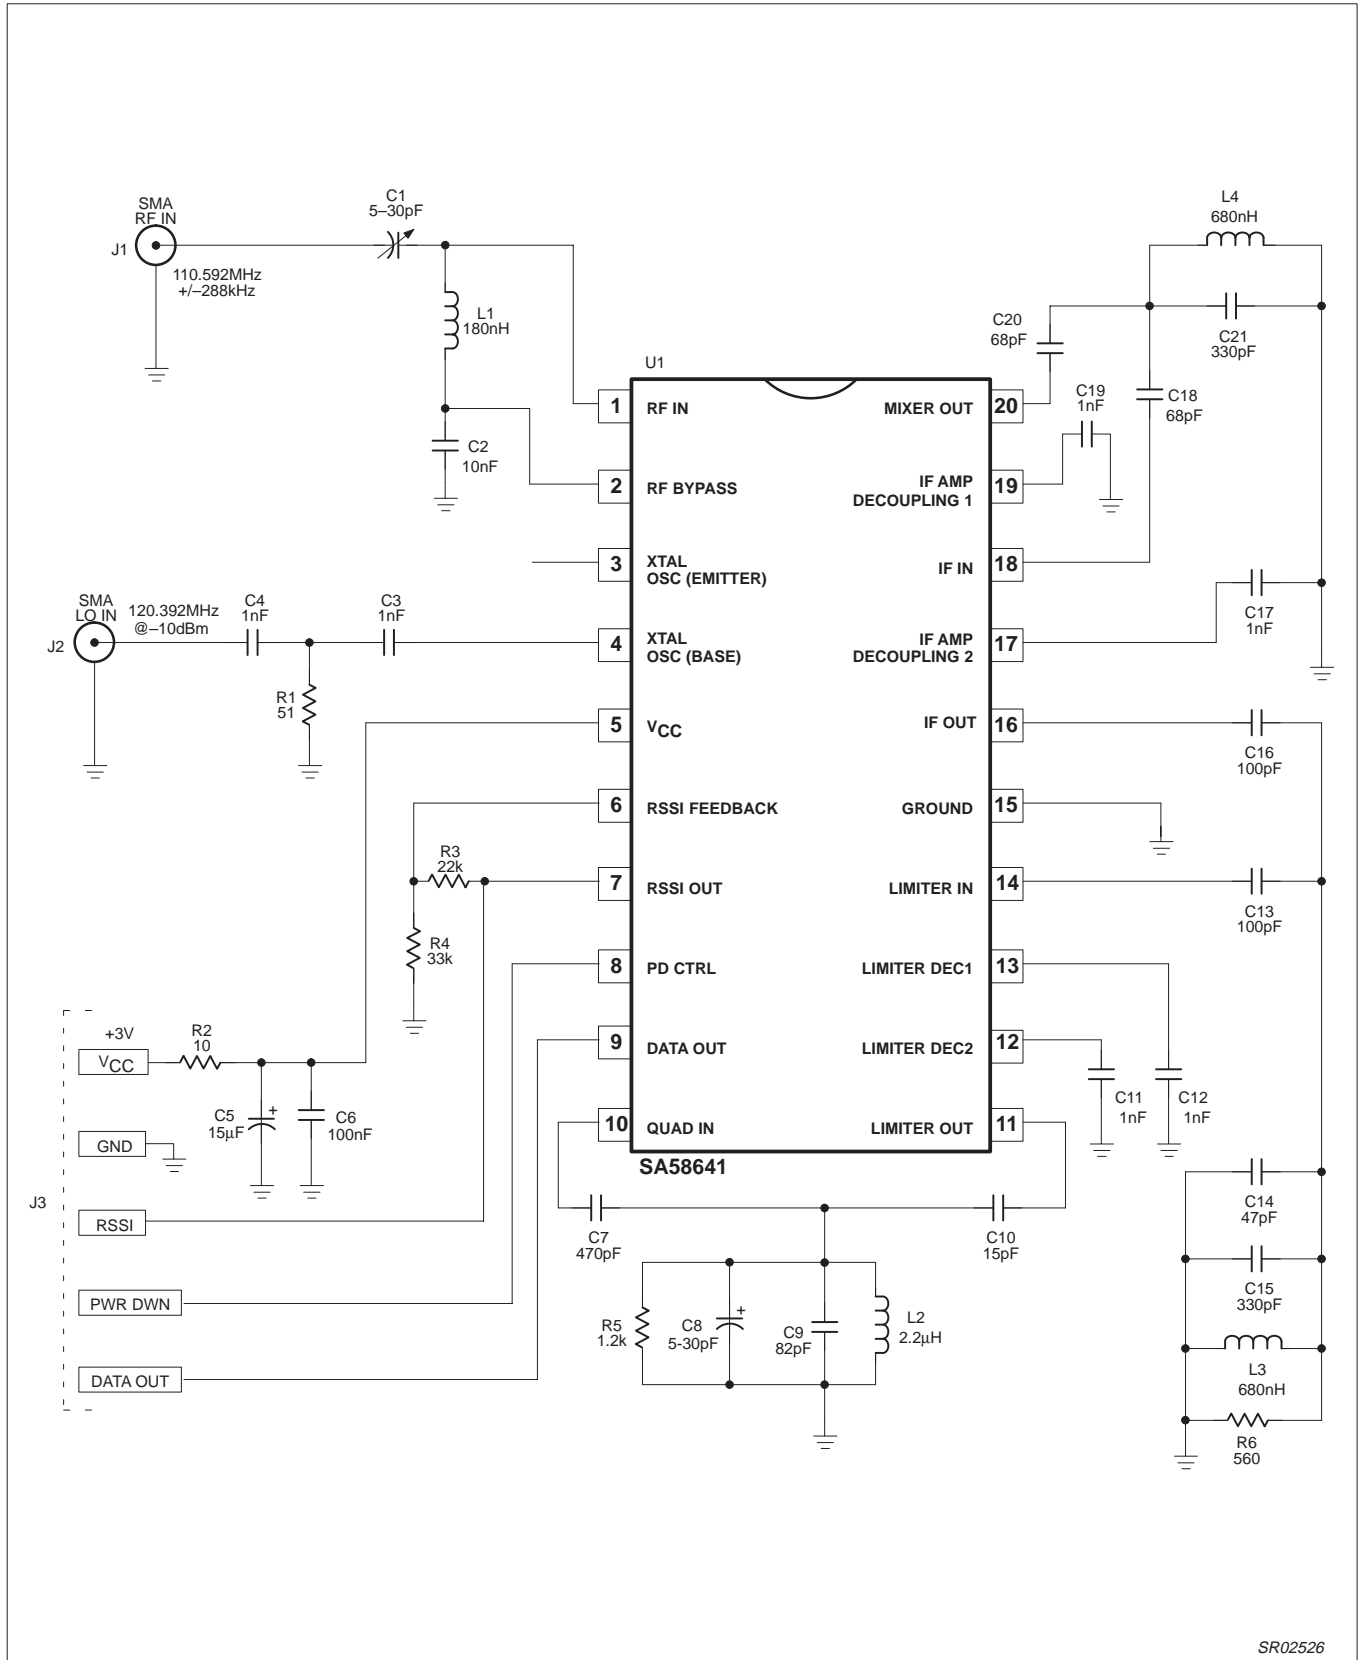 SMA
RF IN
J1
110.592MHz
+/–288kHz
C1
5–30pF
L1
180nH
C2
10nF
L4
680nH
C20
68pF
C21
330pF
C19
1nF
C18
68pF
U1
1 RF IN
MIXER OUT 20
2 RF BYPASS
IF AMP
DECOUPLING 1
19
3 XTAL
OSC (EMITTER)
IF IN 18
4 XTAL
OSC (BASE)
IF AMP
DECOUPLING 2
17
5 VCC
IF OUT 16
6 RSSI FEEDBACK
GROUND 15
7 RSSI OUT
LIMITER IN 14
8 PD CTRL
LIMITER DEC1 13
9 DATA OUT
LIMITER DEC2 12
10 QUAD IN
LIMITER OUT 11
SA58641
SMA
LO IN
J2
120.392MHz
@–10dBm
C4
1nF
C3
1nF
R1
51
C17
1nF
C16
100pF
C13
100pF
R3
22k
R4
33k
+3V
VCC
R2
10
C5
15μF
+
C6
100nF
GND
J3
RSSI
PWR DWN
DATA OUT
C11
1nF
C12
1nF
C7
470pF
C10
15pF
R5
1.2k
C8
5-30pF
+
C9
82pF
L2
2.2μH
C14
47pF
C15
330pF
L3
680nH
R6
560
SR02526